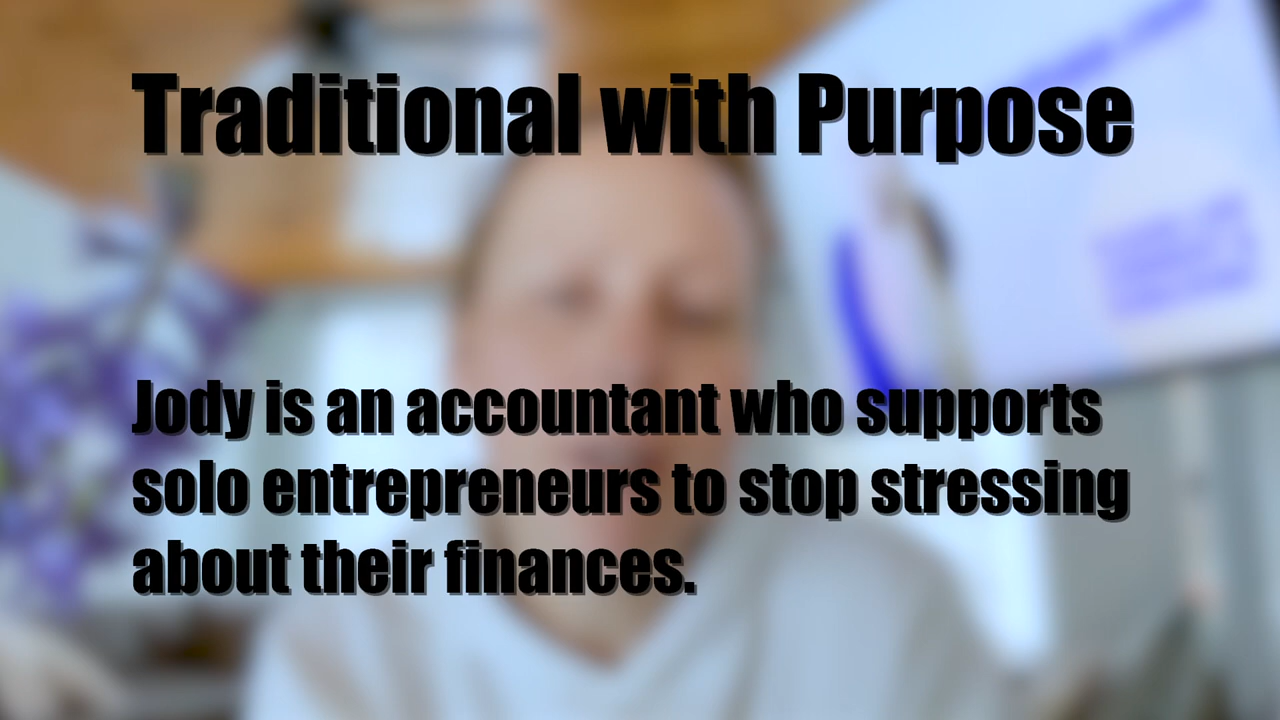 Traditional with Purpose
Jody is an accountant who supports
solo entrepreneurs to stop stressing
about their finances.